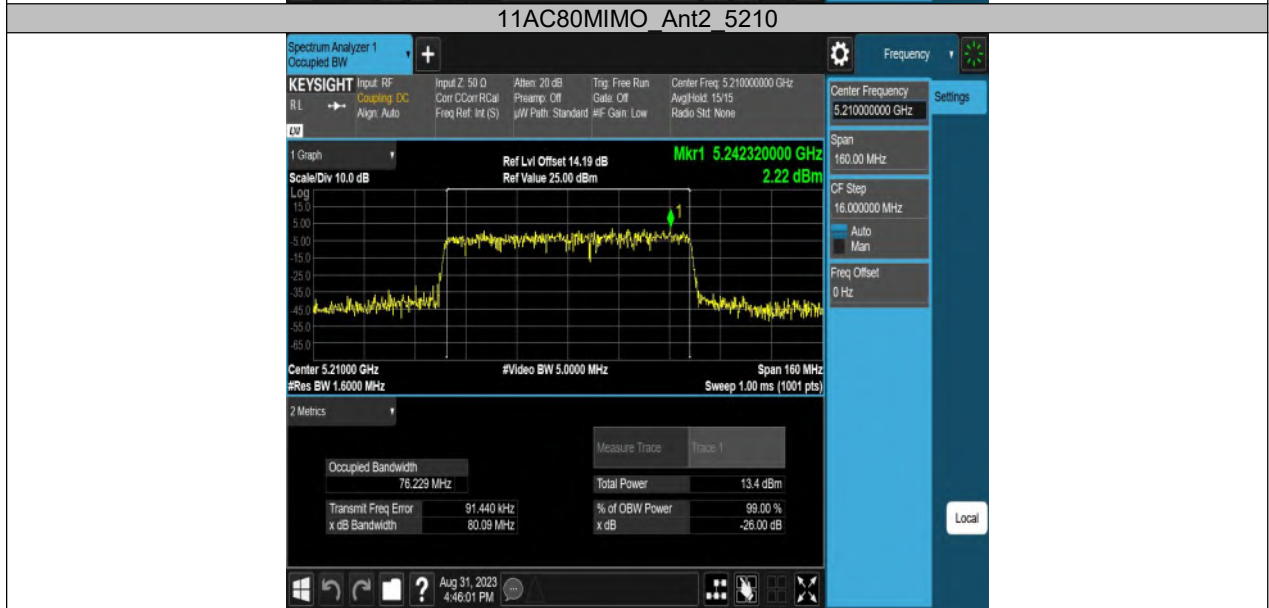 11AC80MIMO_Ant2_5210
Spectrum Analyzer 1
Occupied BW
+
Frequency
KEYSIGHT Input: RF Input Z: 50 Ω Atten: 20 dB Trig: Free Run Center Freq: 5.210000000 GHz
RL Coupling: DC Corr CCorr RCal Preamp: Off Gate: Off Avg|Hold: 15/15
Align: Auto Freq Ref: Int (S) µW Path: Standard #IF Gain: Low Radio Std: None
LXI
Center Frequency
5.210000000 GHz
Settings
Span
160.00 MHz
CF Step
16.000000 MHz
Auto
Man
Freq Offset
0 Hz
Local
1 Graph
Ref Lvl Offset 14.19 dB Mkr1 5.242320000 GHz
Scale/Div 10.0 dB Ref Value 25.00 dBm 2.22 dBm
Log
15.0
5.00
-5.00
-15.0
-25.0
-35.0
-45.0
-55.0
-65.0
1
Center 5.21000 GHz #Video BW 5.0000 MHz Span 160 MHz
#Res BW 1.6000 MHz Sweep 1.00 ms (1001 pts)
2 Metrics
Measure Trace Trace 1
Occupied Bandwidth
76.229 MHz Total Power 13.4 dBm
Transmit Freq Error 91.440 kHz % of OBW Power 99.00 %
x dB Bandwidth 80.09 MHz x dB -26.00 dB
? Aug 31, 2023
4:46:01 PM